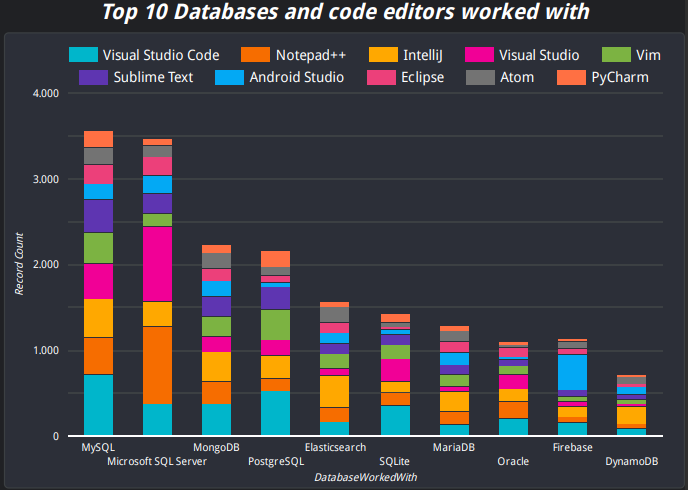 Top 10 Databases and code editors worked with
Visual Studio Code Notepad++ IntelliJ Visual Studio Vim
Sublime Text Android Studio Eclipse Atom PyCharm
4.000
3.000
2.000
1.000
0
Record Count
MySQL MongoDB Elasticsearch MariaDB Firebase
Microsoft SQL Server PostgreSQL SQLite Oracle DynamoDB
DatabaseWorkedWith